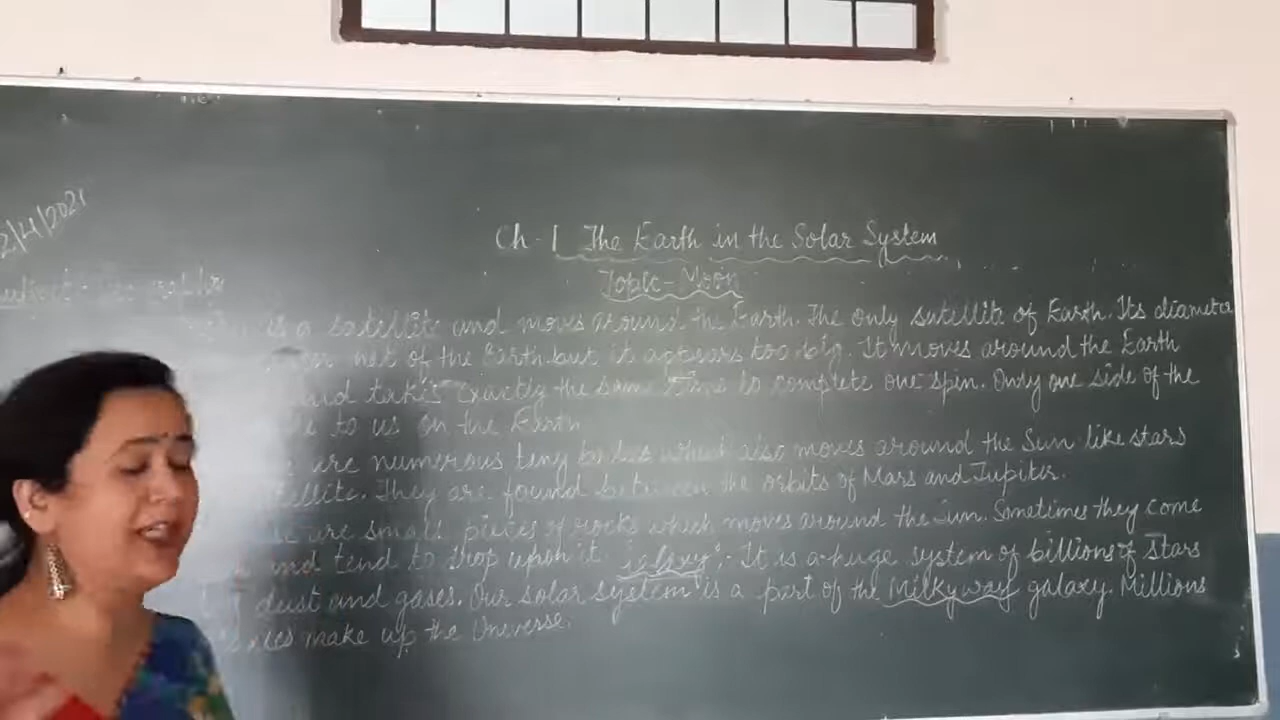 2/4/2021
Ch-1 The Earth in the Solar System
Topic-Moon
is a satellite and moves around the Earth. The only satellite of Earth. Its diameter
of the Earth but it appears too big. It moves around the Earth
takes exactly the same time to complete one spin. Only one side of the
to us on the Earth
are numerous tiny bodies which also moves around the Sun like stars
They are found between the orbits of Mars and Jupiter.
are small pieces of rocks which moves around the Sun. Sometimes they come
and tend to drop upon it galaxy:- It is a huge system of billions of stars
dust and gases. Our solar system is a part of the Milkyway galaxy. Millions
make up the Universe.